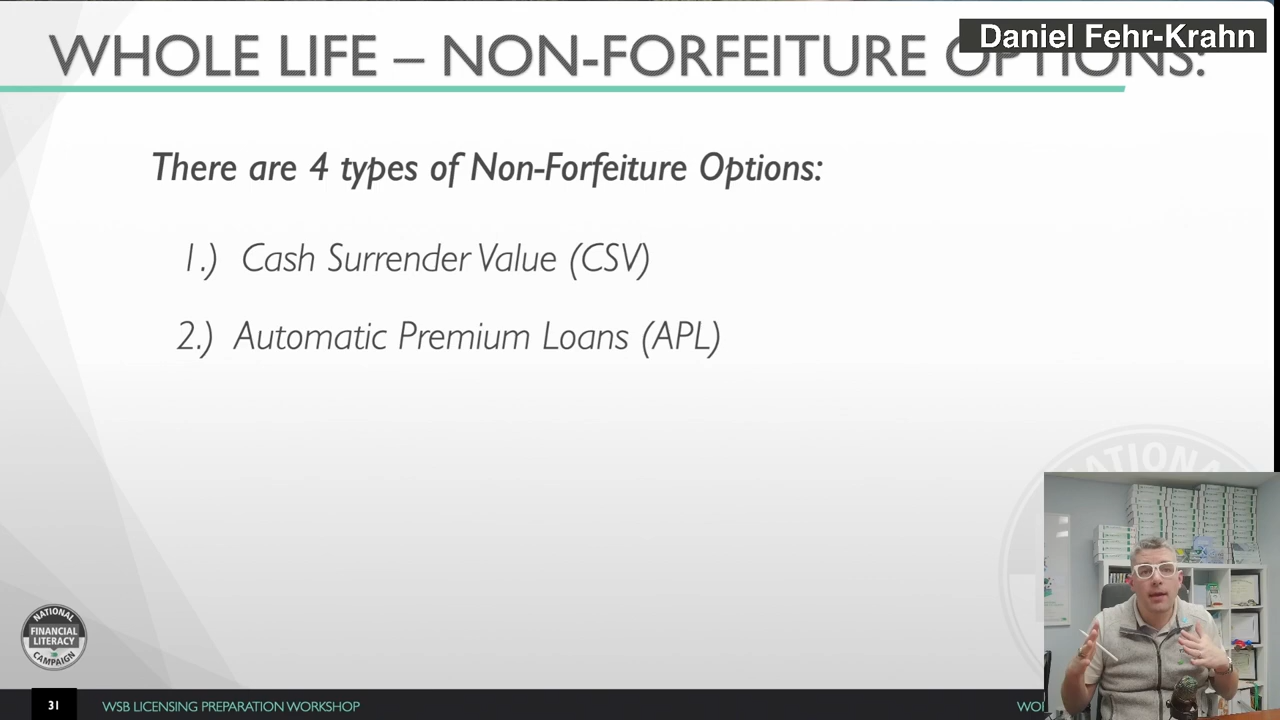 WHOLE LIFE – NON-FORFEITURE OPTIONS:
Daniel Fehr-Krahn
There are 4 types of Non-Forfeiture Options:
1.) Cash Surrender Value (CSV)
2.) Automatic Premium Loans (APL)
NATIONAL
NATIONAL
FINANCIAL
LITERACY
CAMPAIGN
31
WSB LICENSING PREPARATION WORKSHOP